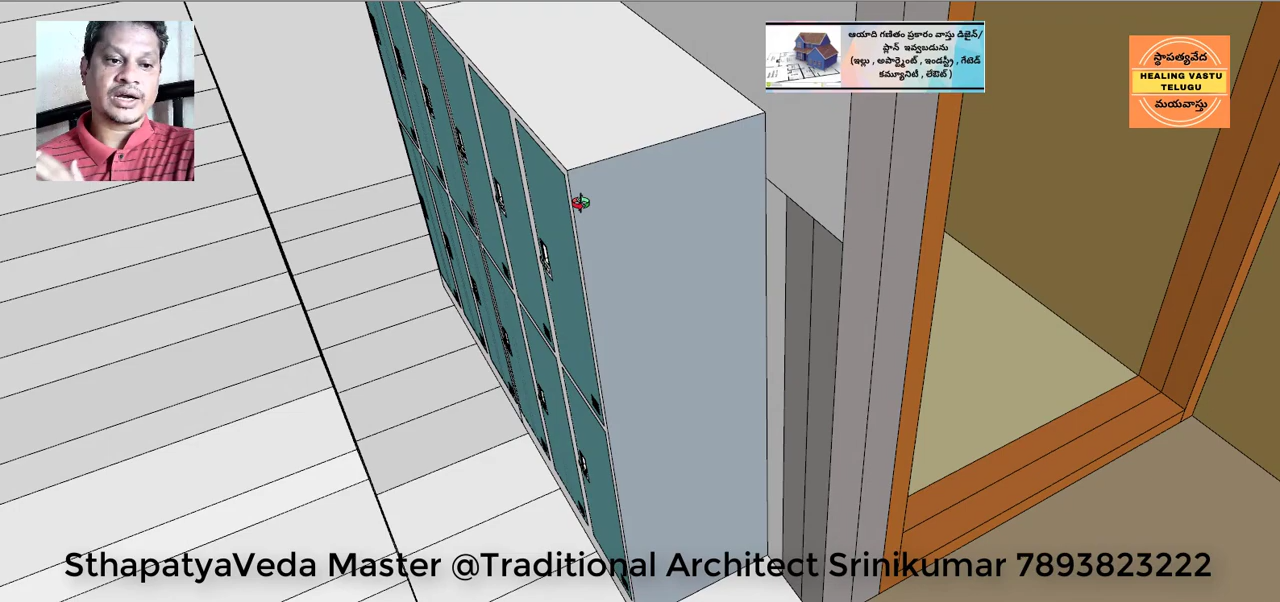 ఆయాది గణితం ప్రకారం వాస్తు డిజైన్/
ప్లాన్ ఇవ్వబడును
(ఇల్లు , అపార్ట్మెంట్ , ఇండస్ట్రీ , గేటెడ్
కమ్యూనిటీ , లేఔట్ )
స్థాపత్యవేద
HEALING VASTU
TELUGU
మయవాస్తు
SthapatyaVeda Master @Traditional Architect Srinikumar 7893823222